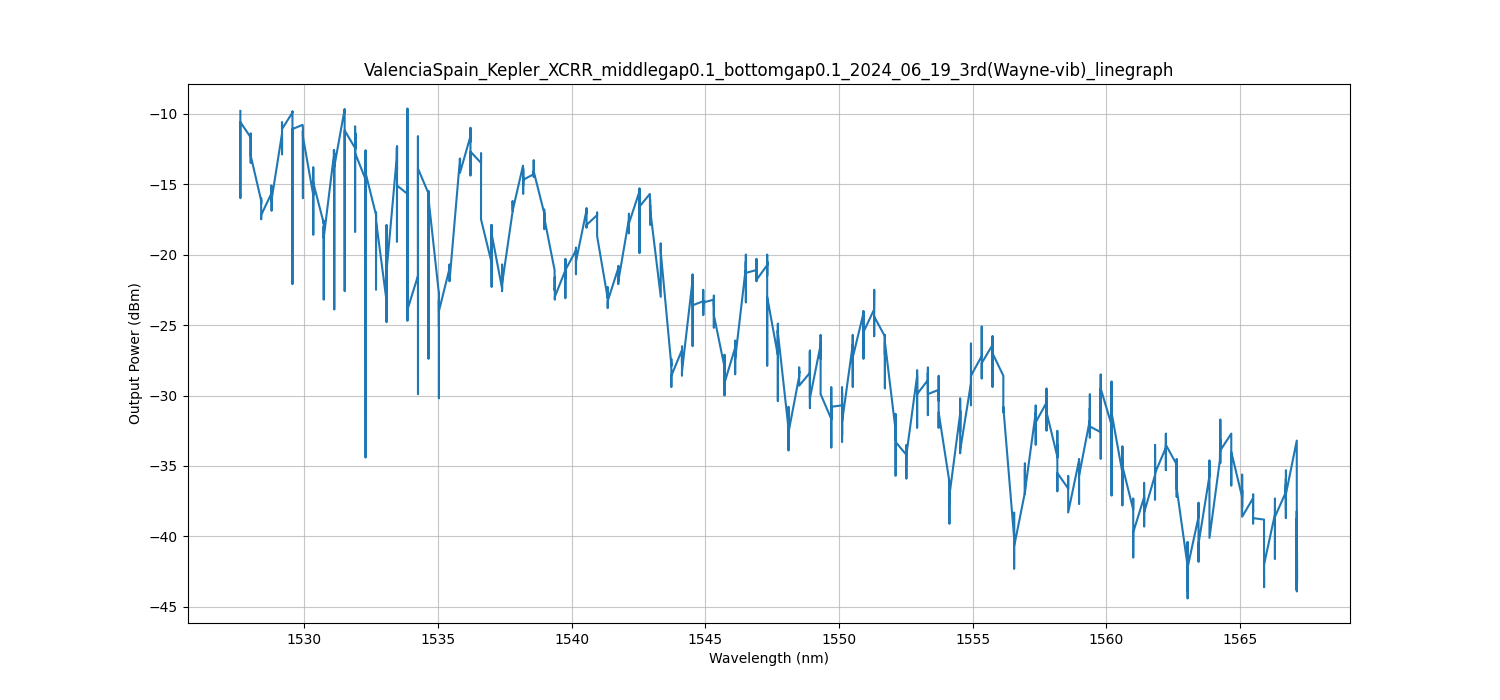 ValenciaSpain_Kepler_XCRR_middlegap0.1_bottomgap0.1_2024_06_19_3rd(Wayne-vib)_linegraph
Output Power (dBm)
−10
−15
−20
−25
−30
−35
−40
−45
1530 1535 1540 1545 1550 1555 1560 1565
Wavelength (nm)